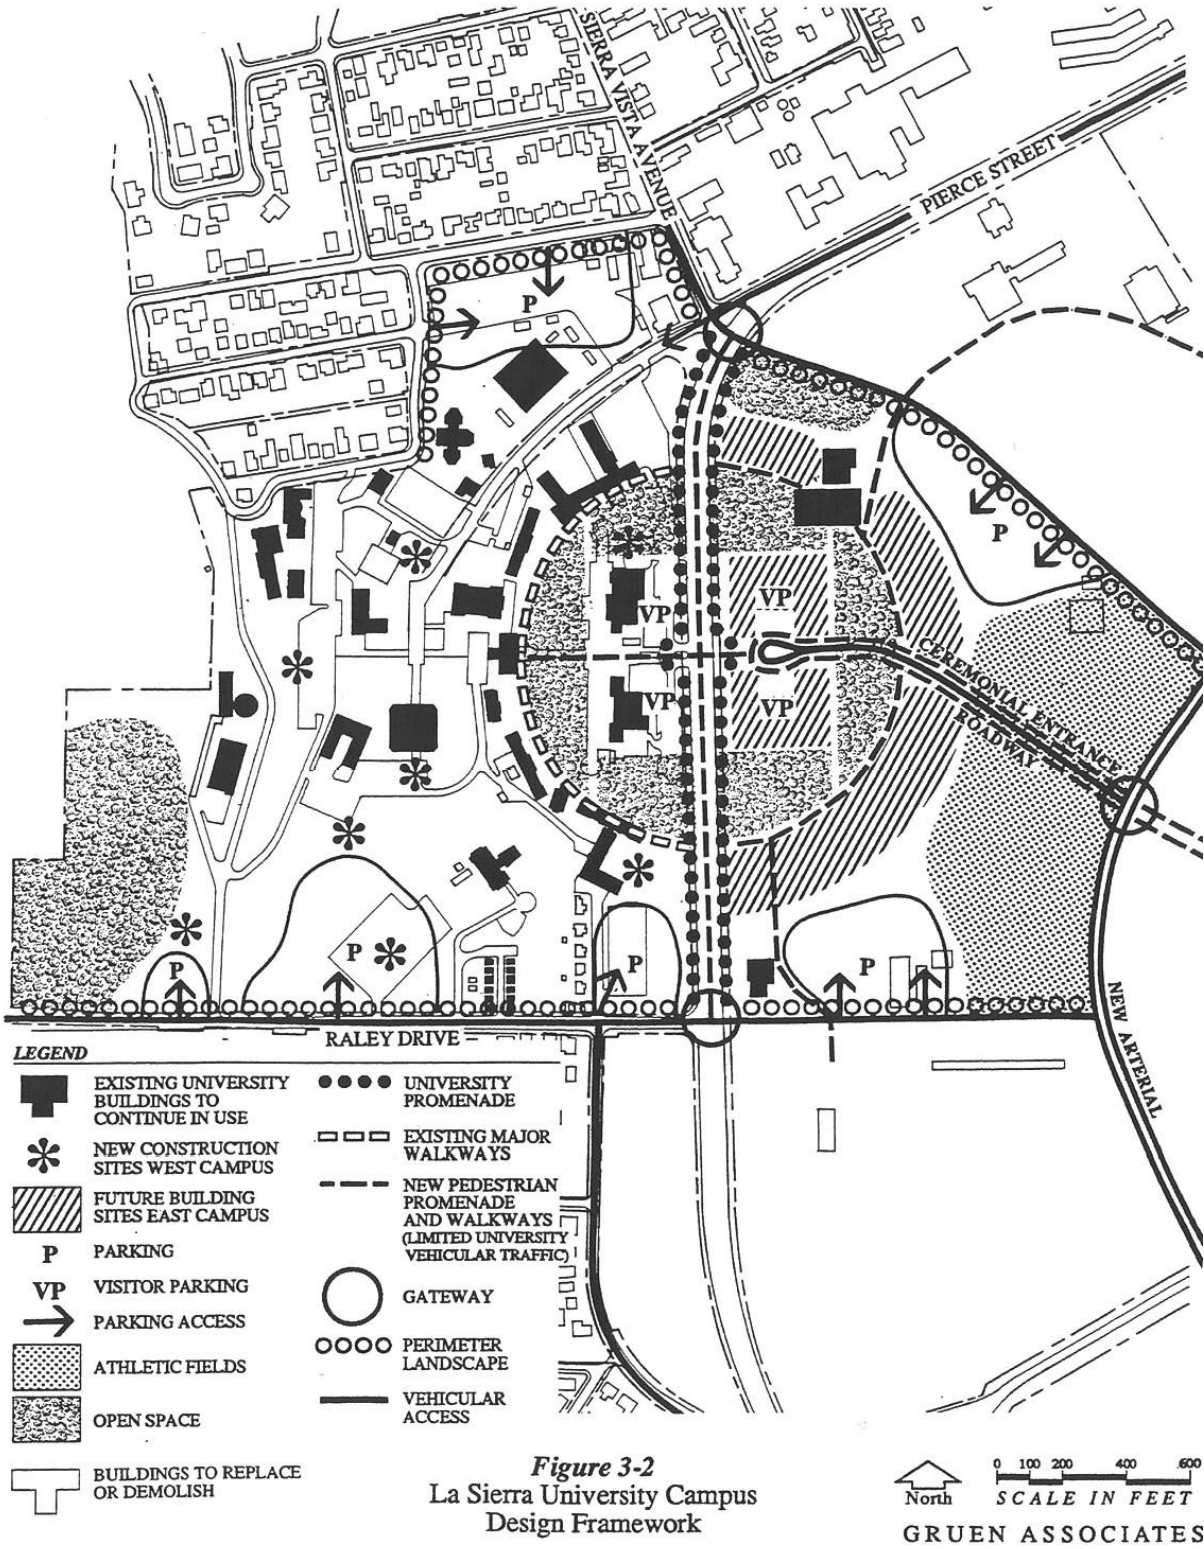 SIERRA VISTA AVENUE
PIERCE STREET
P
P
VP
VP
CEREMONIAL ENTRANCE
ROADWAY
VP
VP
P
P
P
P
NEW ARTERIAL
RALEY DRIVE
LEGEND
EXISTING UNIVERSITY
BUILDINGS TO
CONTINUE IN USE
NEW CONSTRUCTION
SITES WEST CAMPUS
FUTURE BUILDING
SITES EAST CAMPUS
P PARKING
VP VISITOR PARKING
PARKING ACCESS
ATHLETIC FIELDS
OPEN SPACE
BUILDINGS TO REPLACE
OR DEMOLISH
UNIVERSITY
PROMENADE
EXISTING MAJOR
WALKWAYS
NEW PEDESTRIAN
PROMENADE
AND WALKWAYS
(LIMITED UNIVERSITY
VEHICULAR TRAFFIC)
GATEWAY
PERIMETER
LANDSCAPE
VEHICULAR
ACCESS
Figure 3-2
La Sierra University Campus
Design Framework
North
0 100 200 400 600
SCALE IN FEET
GRUEN ASSOCIATES